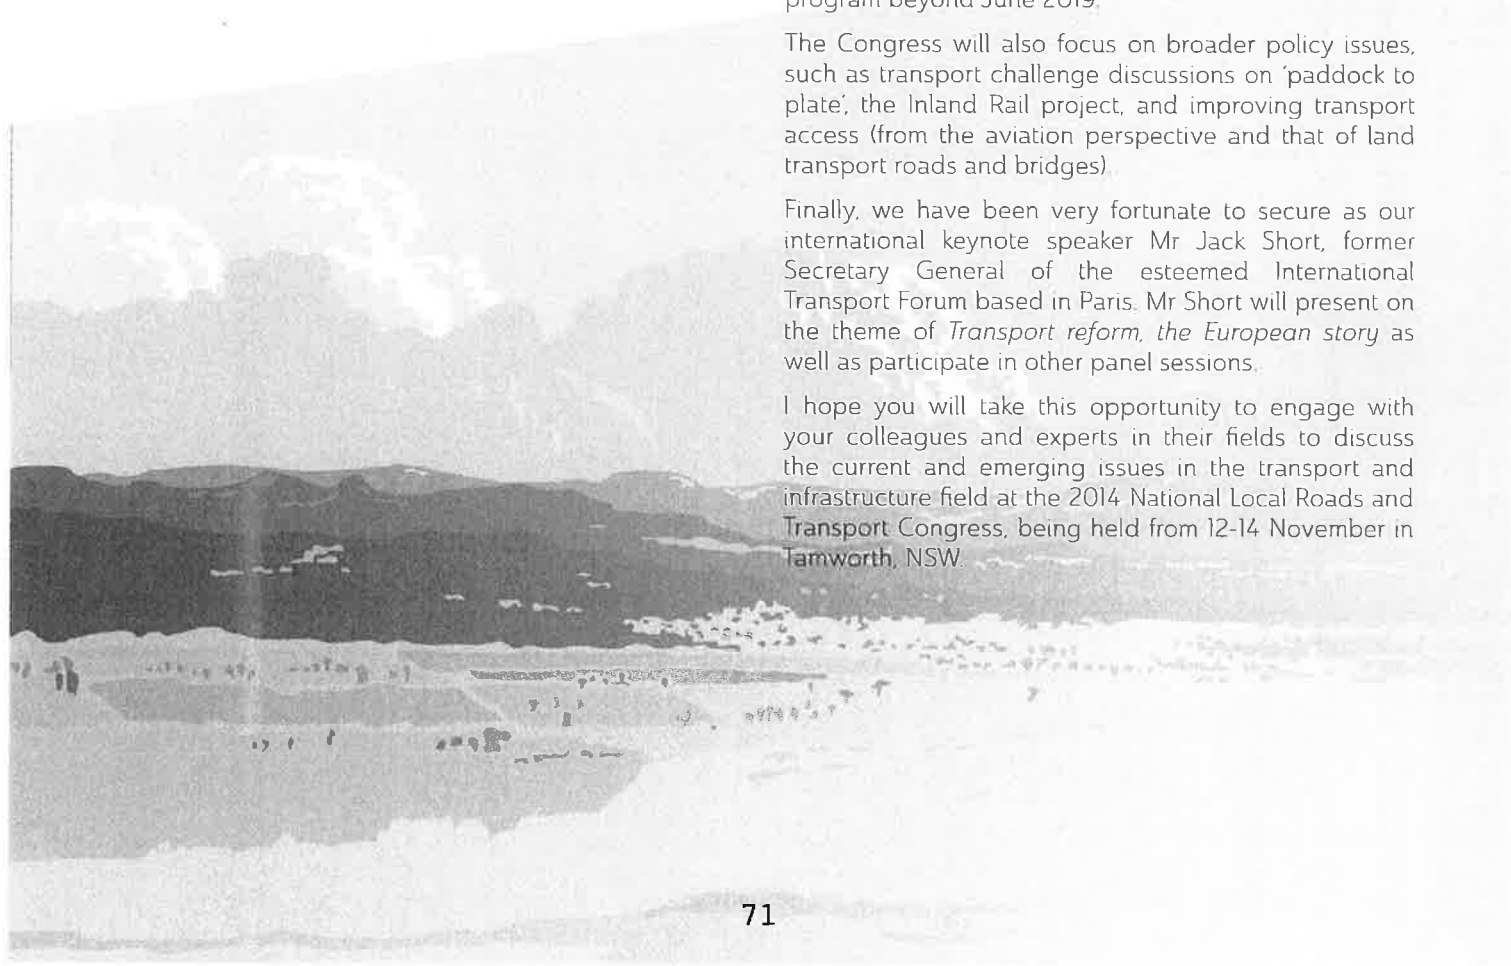 program beyond June 2019.
The Congress will also focus on broader policy issues,
such as transport challenge discussions on 'paddock to
plate', the Inland Rail project, and improving transport
access (from the aviation perspective and that of land
transport roads and bridges).
Finally, we have been very fortunate to secure as our
international keynote speaker Mr Jack Short, former
Secretary General of the esteemed International
Transport Forum based in Paris. Mr Short will present on
the theme of Transport reform, the European story as
well as participate in other panel sessions.
I hope you will take this opportunity to engage with
your colleagues and experts in their fields to discuss
the current and emerging issues in the transport and
infrastructure field at the 2014 National Local Roads and
Transport Congress, being held from 12-14 November in
Tamworth, NSW.
71